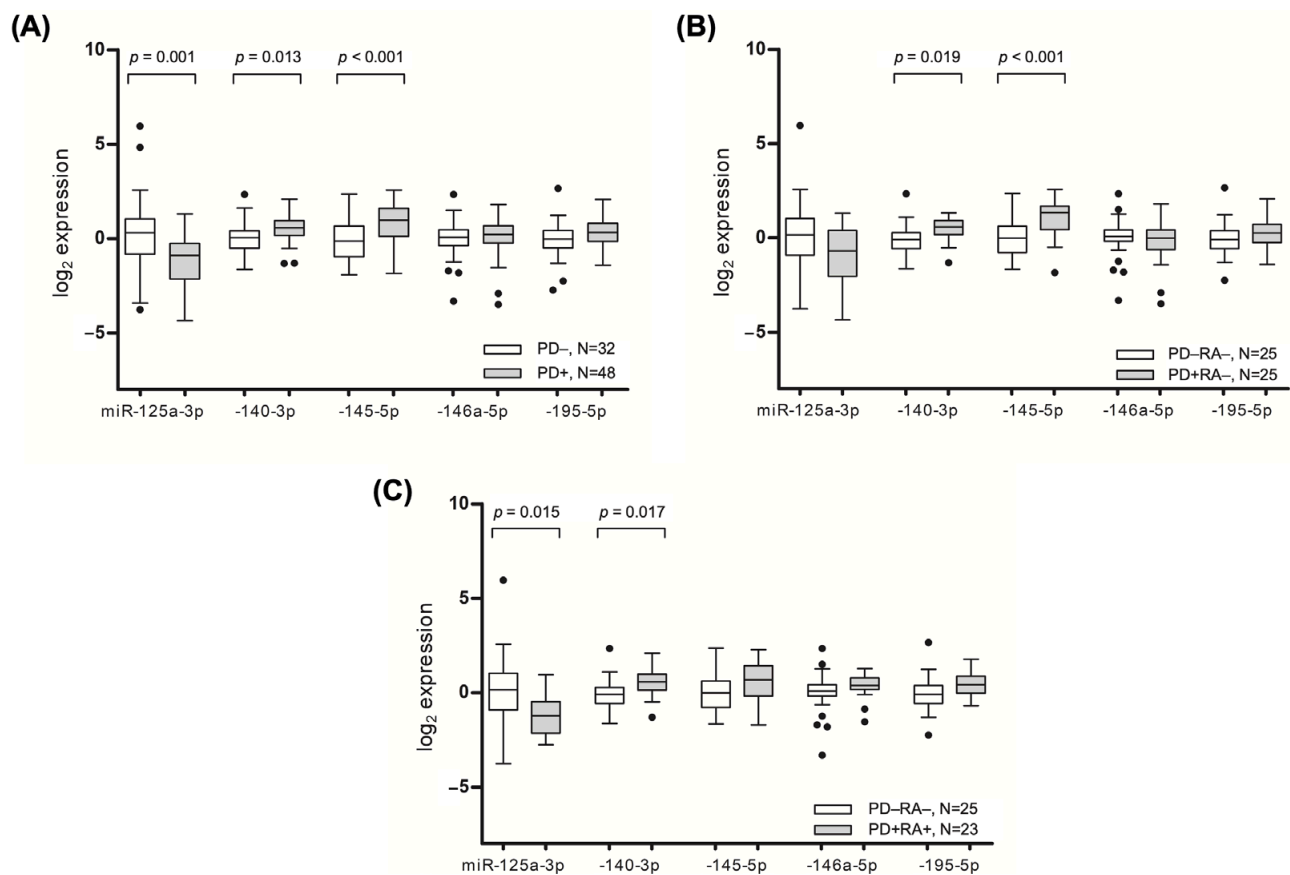 (A)
10
5
0
–5
log2 expression
p = 0.001
p = 0.013
p < 0.001
PD–, N=32
PD+, N=48
miR-125a-3p
-140-3p
-145-5p
-146a-5p
-195-5p
(B)
10
5
0
–5
log2 expression
p = 0.019
p < 0.001
PD–RA–, N=25
PD+RA–, N=25
miR-125a-3p
-140-3p
-145-5p
-146a-5p
-195-5p
(C)
10
5
0
–5
log2 expression
p = 0.015
p = 0.017
PD–RA–, N=25
PD+RA+, N=23
miR-125a-3p
-140-3p
-145-5p
-146a-5p
-195-5p